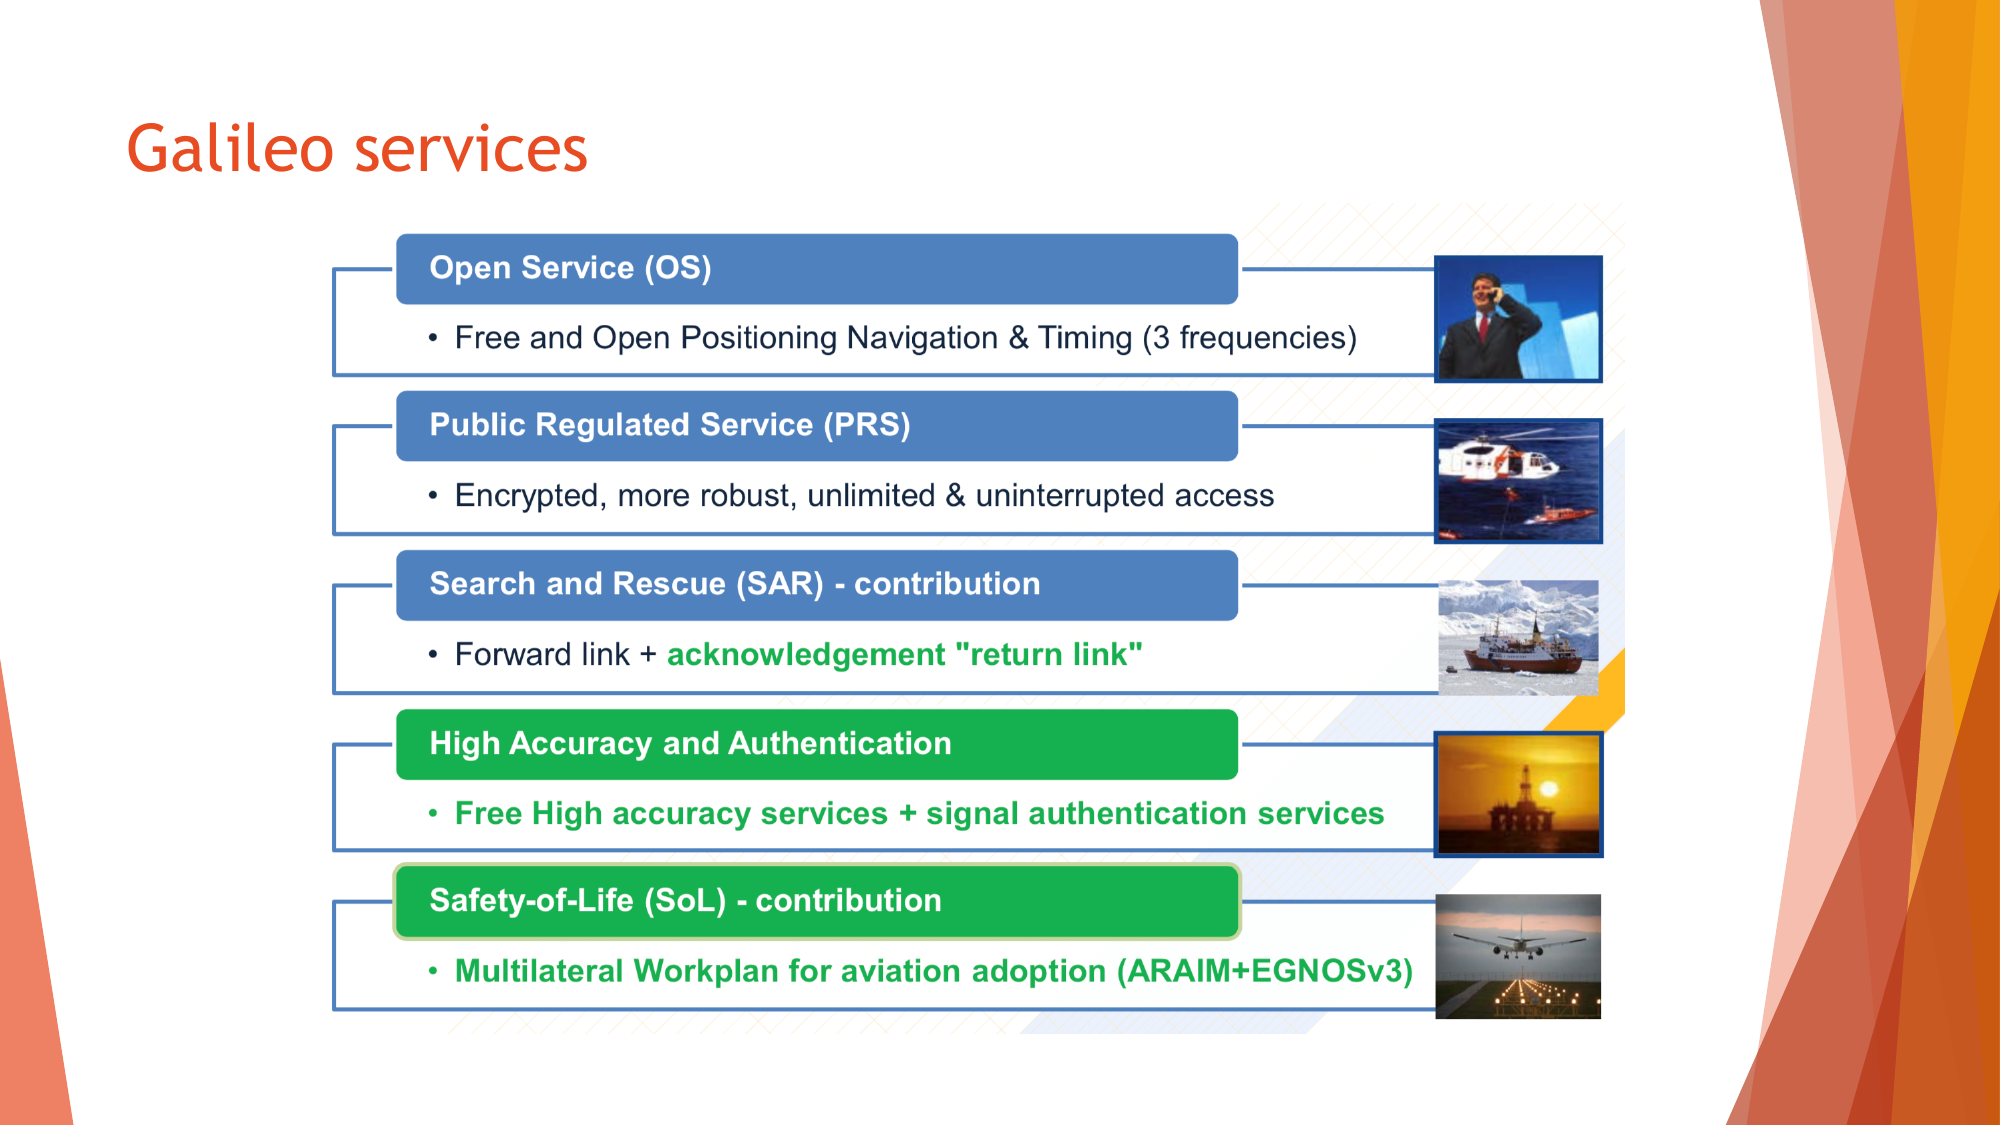 Galileo services
Open Service (OS)
• Free and Open Positioning Navigation & Timing (3 frequencies)
Public Regulated Service (PRS)
• Encrypted, more robust, unlimited & uninterrupted access
Search and Rescue (SAR) - contribution
• Forward link + acknowledgement "return link"
High Accuracy and Authentication
• Free High accuracy services + signal authentication services
Safety-of-Life (SoL) - contribution
• Multilateral Workplan for aviation adoption (ARAIM+EGNOSv3)